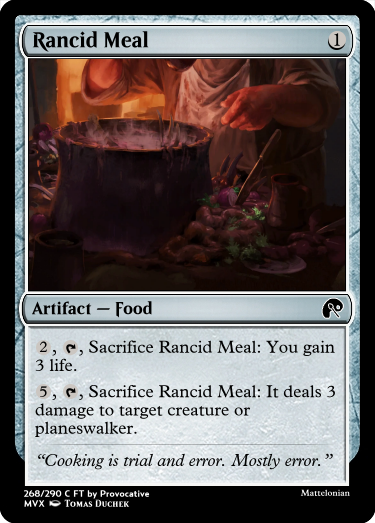 Rancid Meal 1
Artifact — Food
2, T, Sacrifice Rancid Meal: You gain
3 life.
5, T, Sacrifice Rancid Meal: It deals 3
damage to target creature or
planeswalker.
“Cooking is trial and error. Mostly error.”
268/290 C FT by Provocative
Mattelonian
MVX Tomas Duchek